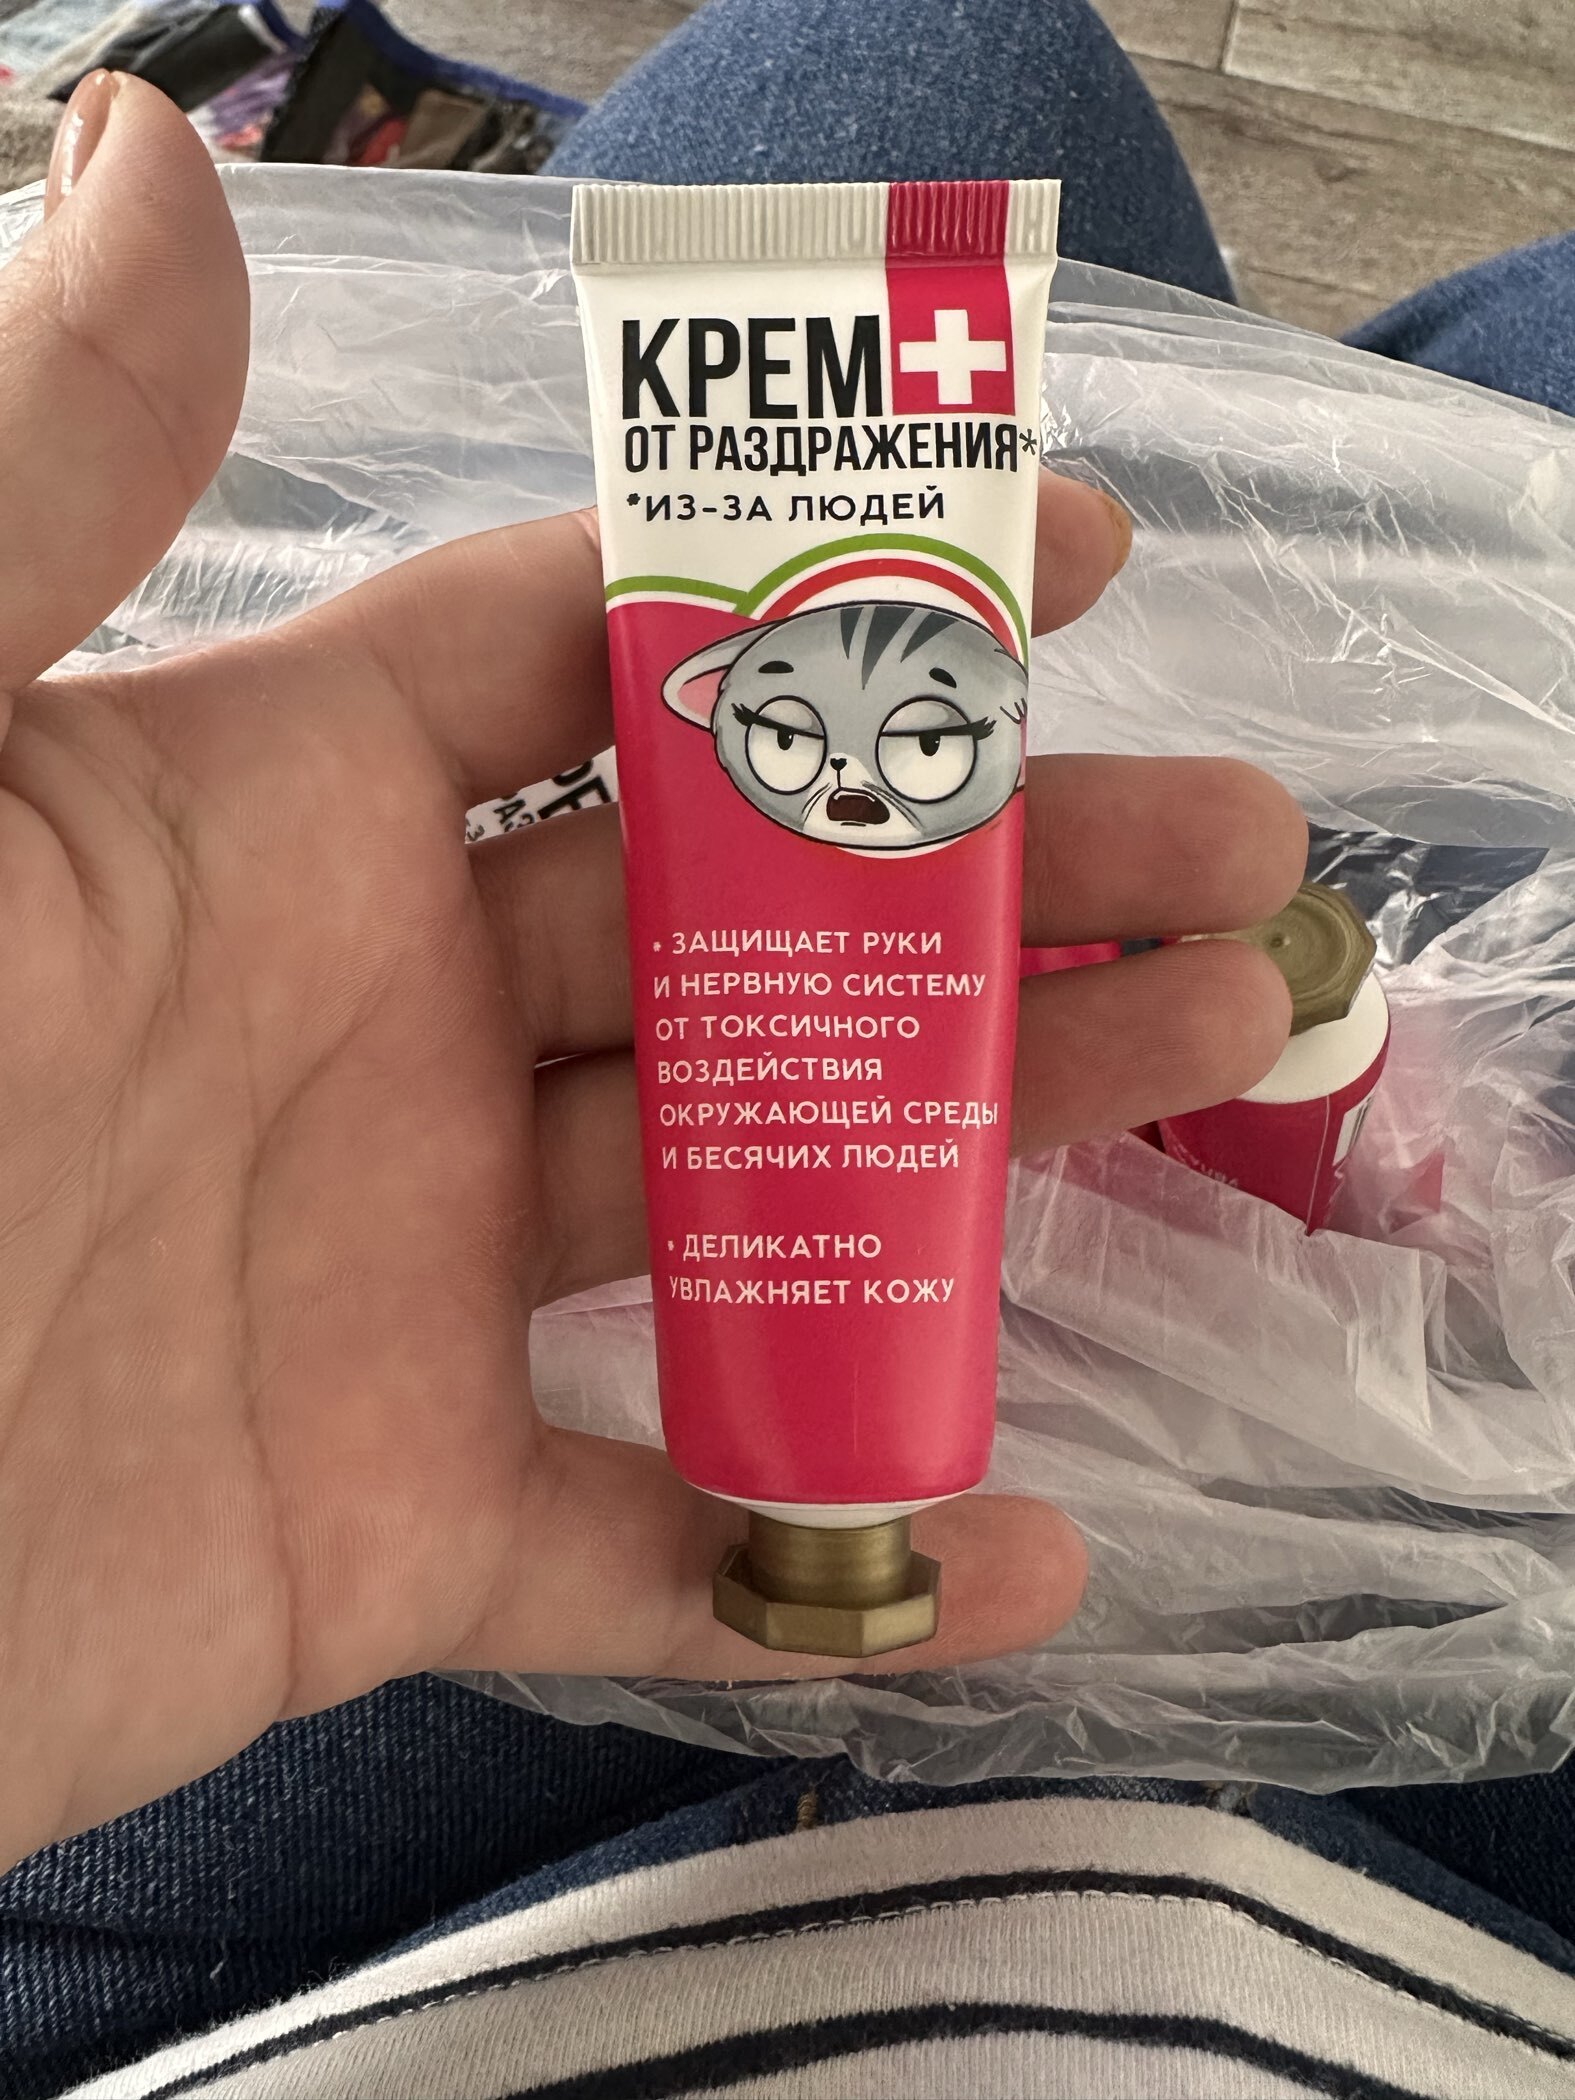 КРЕМ
ОТ РАЗДРАЖЕНИЯ*
*ИЗ-ЗА ЛЮДЕЙ
• ЗАЩИЩАЕТ РУКИ
И НЕРВНУЮ СИСТЕМУ
ОТ ТОКСИЧНОГО
ВОЗДЕЙСТВИЯ
ОКРУЖАЮЩЕЙ СРЕДЫ
И БЕСЯЧИХ ЛЮДЕЙ
• ДЕЛИКАТНО
УВЛАЖНЯЕТ КОЖУ